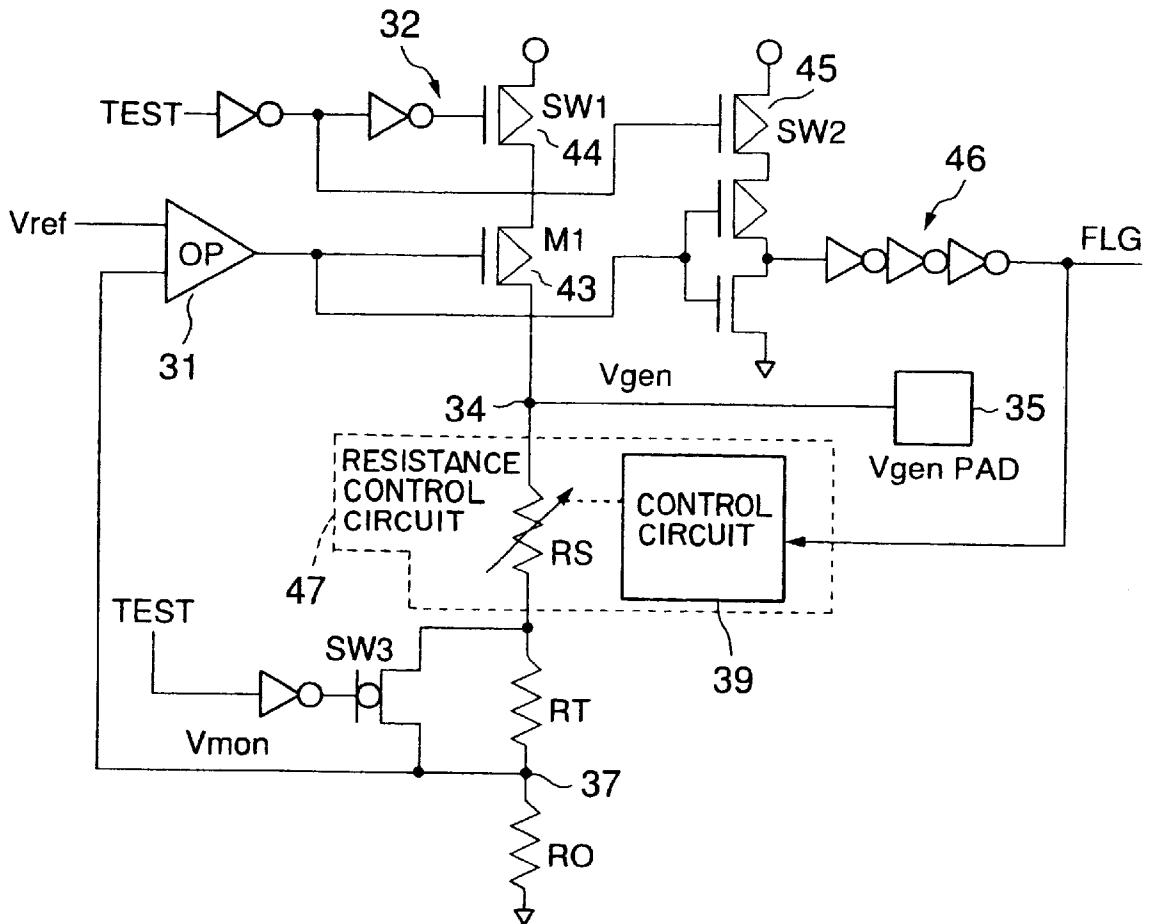 32
TEST
SW1
44
45
SW2
46
Vref
OP
31
M1
43
FLG
Vgen
34
35
Vgen PAD
RESISTANCE
CONTROL
CIRCUIT
47
RS
CONTROL
CIRCUIT
39
TEST
SW3
Vmon
RT
37
RO